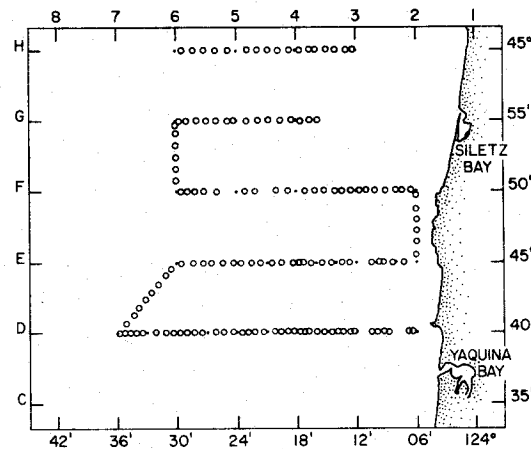 8 7 6 5 4 3 2 1
H 45°
G 55'
SILETZ
BAY
F 50'
E 45'
D 40'
YAQUINA
BAY
C 35'
42' 36' 30' 24' 18' 12' 06' 124°